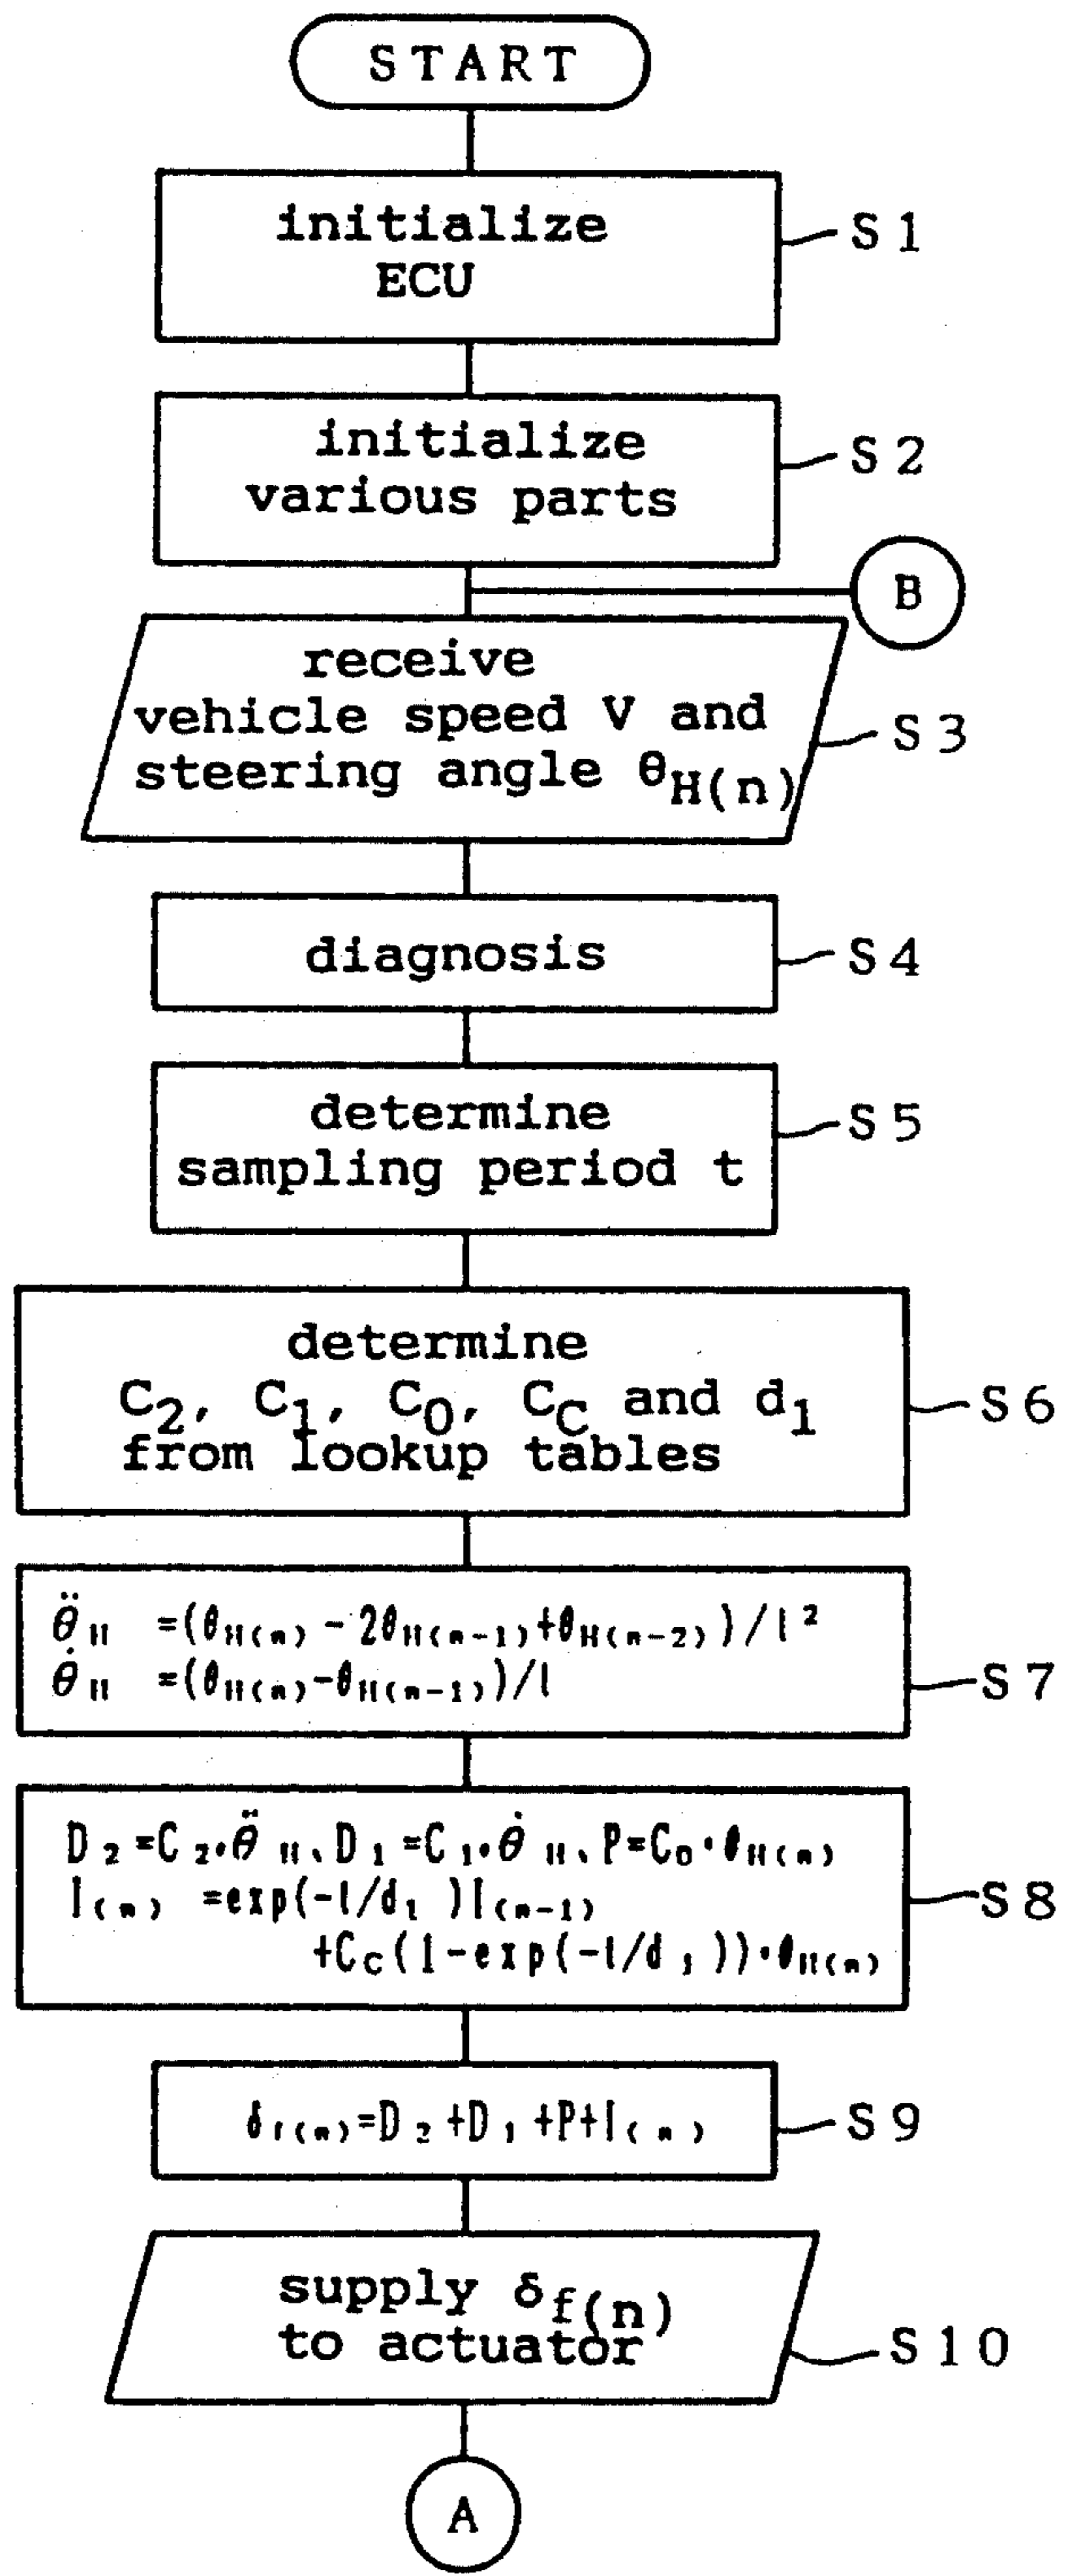 START
initialize
ECU
S1
initialize
various parts
S2
B
receive
vehicle speed V and
steering angle θH(n)
S3
diagnosis
S4
determine
sampling period t
S5
determine
C2, C1, C0, CC and d1
from lookup tables
S6
θ̈H =(θH(n)-2θH(n-1)+θH(n-2))/t²
θ̇H =(θH(n)-θH(n-1))/t
S7
D2=C2·θ̈H、D1=C1·θ̇H、P=C0·θH(n)
I(n) =exp(-t/d1)I(n-1)
+CC(1-exp(-t/d1))·θH(n)
S8
δf(n)=D2+D1+P+I(n)
S9
supply δf(n)
to actuator
S10
A